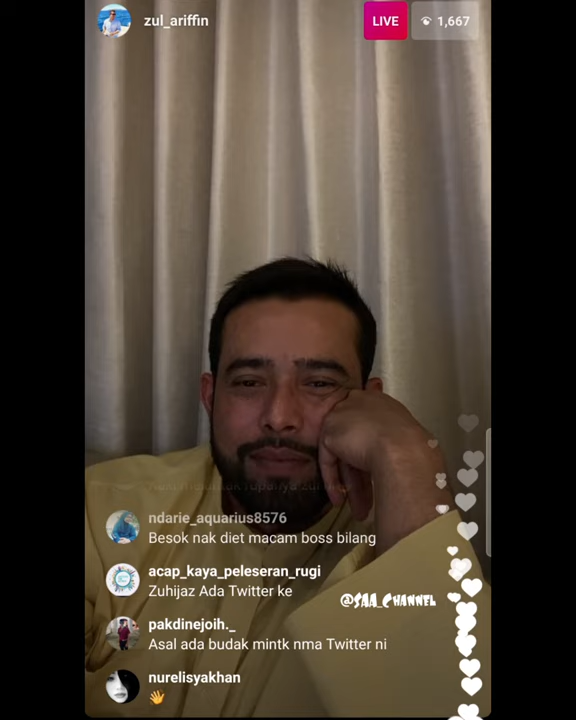 zul_ariffin
LIVE
1,667
ndarie_aquarius8576
Besok nak diet macam boss bilang
acap_kaya_peleseran_rugi
Zuhijaz Ada Twitter ke
@SAA_CHANNEL
pakdinejoih._
Asal ada budak mintk nma Twitter ni
nurelisyakhan
👋